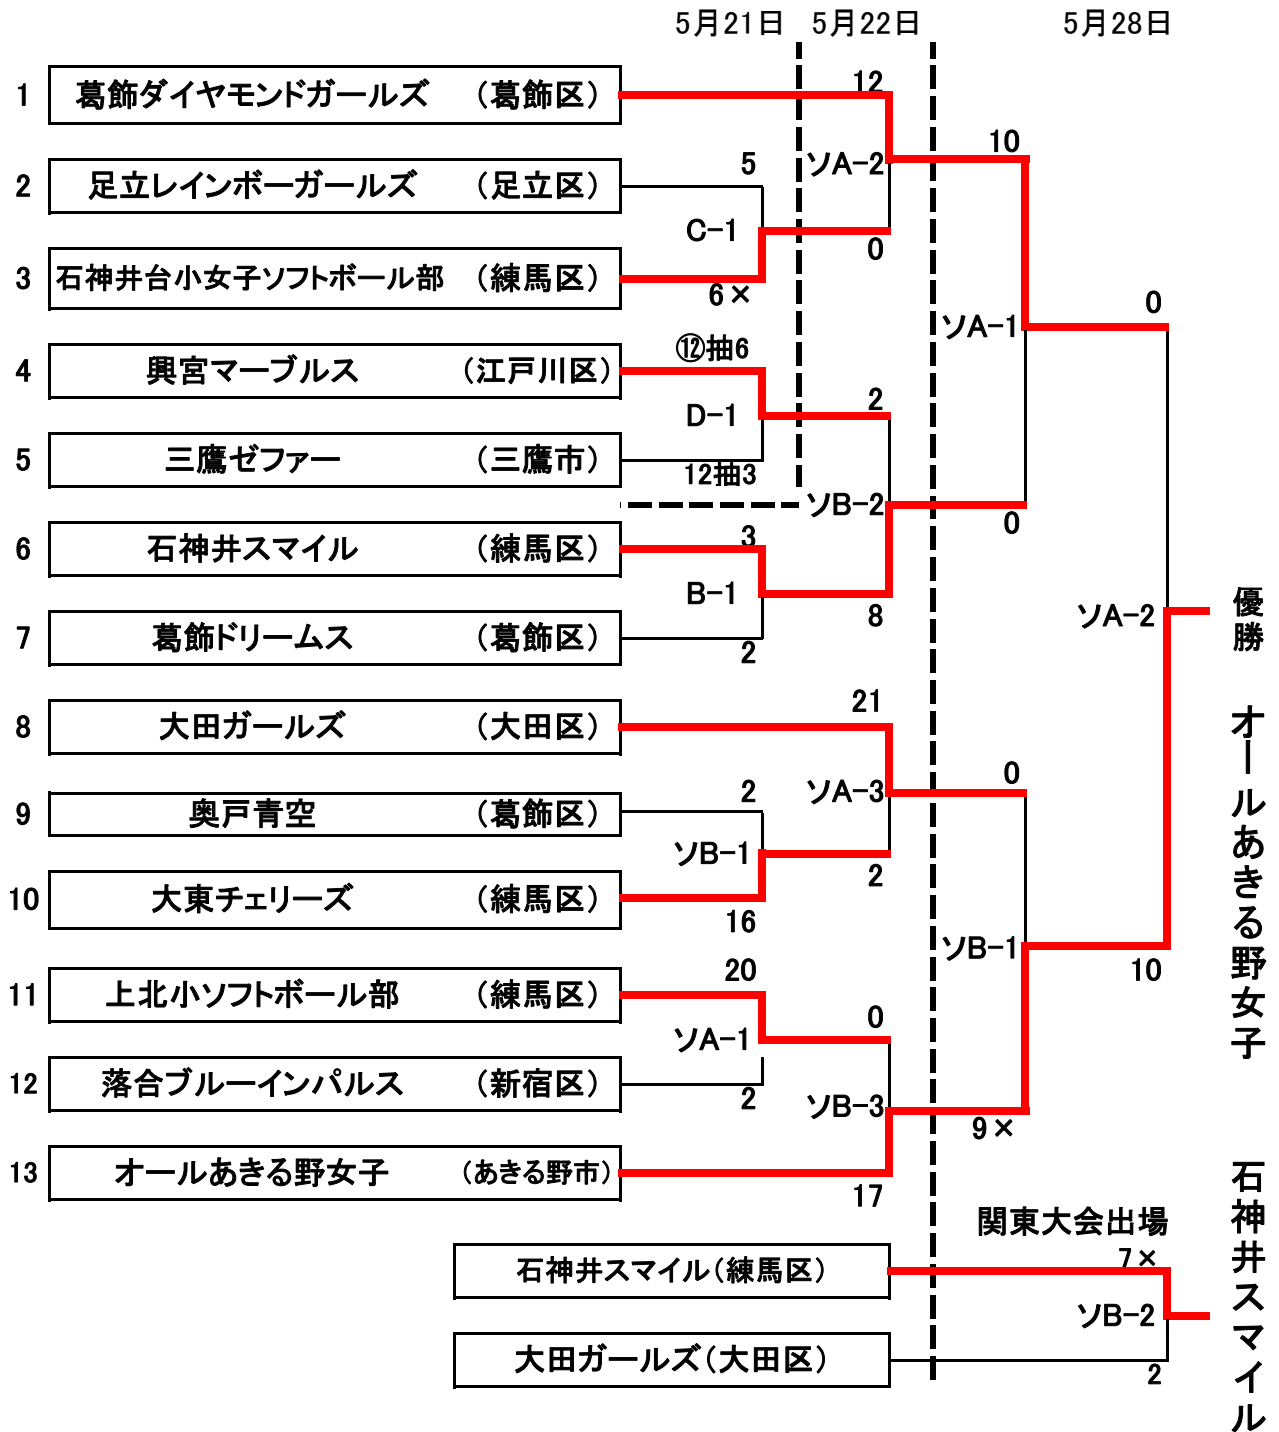 5月21日 5月22日 5月28日
12
1 葛飾ダイヤモンドガールズ (葛飾区)
10
5 ソA-2
2 足立レインボーガールズ (足立区)
C-1
0
3 石神井台小女子ソフトボール部 (練馬区)
6×
0
ソA-1
⑫抽6
4 興宮マーブルス (江戸川区)
2
D-1
5 三鷹ゼファー (三鷹市)
12抽3
ソB-2
0
3
6 石神井スマイル (練馬区)
B-1
8
ソA-2
7 葛飾ドリームス (葛飾区)
2
優勝 オールあきる野女子
21
8 大田ガールズ (大田区)
0
2 ソA-3
9 奥戸青空 (葛飾区)
ソB-1
2
10 大東チェリーズ (練馬区)
16
ソB-1
20 10
11 上北小ソフトボール部 (練馬区)
0
ソA-1
12 落合ブルーインパルス (新宿区)
2
ソB-3
9×
13 オールあきる野女子 (あきる野市)
17
関東大会出場
7×
石神井スマイル(練馬区)
ソB-2
石神井スマイル
大田ガールズ(大田区)
2